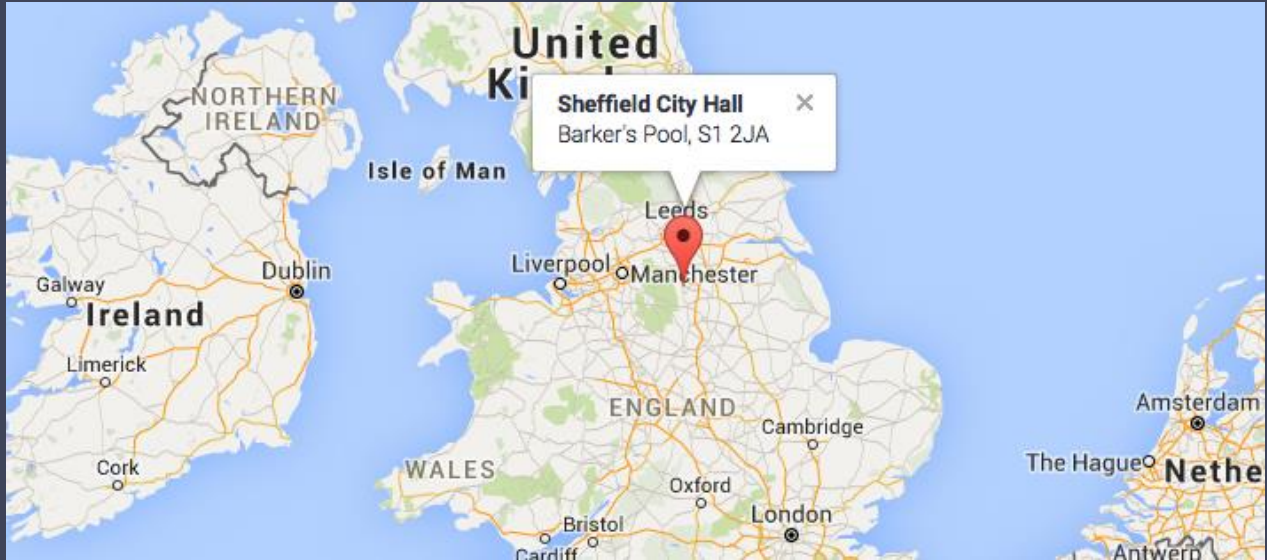 United
Ki
Sheffield City Hall
Barker's Pool, S1 2JA
NORTHERN
IRELAND
Isle of Man
Leeds
Liverpool
Manchester
Dublin
Galway
Ireland
Limerick
Cork
ENGLAND
WALES
Cambridge
Oxford
London
Bristol
Cardiff
Amsterdam
The Hague
Nethe
Antwerp